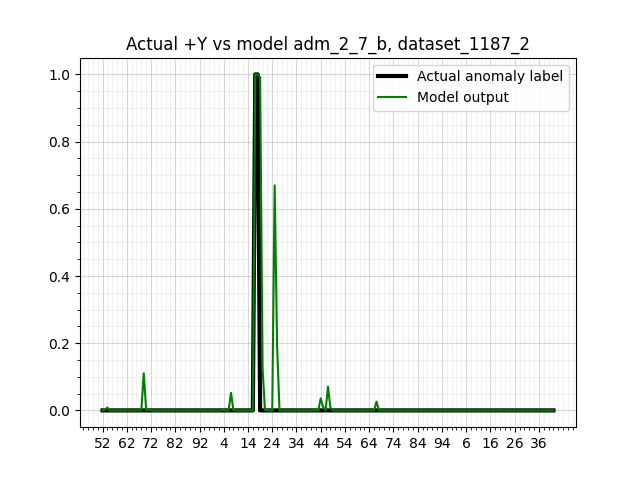 Actual +Y vs model adm_2_7_b, dataset_1187_2
Actual anomaly label
Model output
1.0
0.8
0.6
0.4
0.2
0.0
52 62 72 82 92 4 14 24 34 44 54 64 74 84 94 6 16 26 36